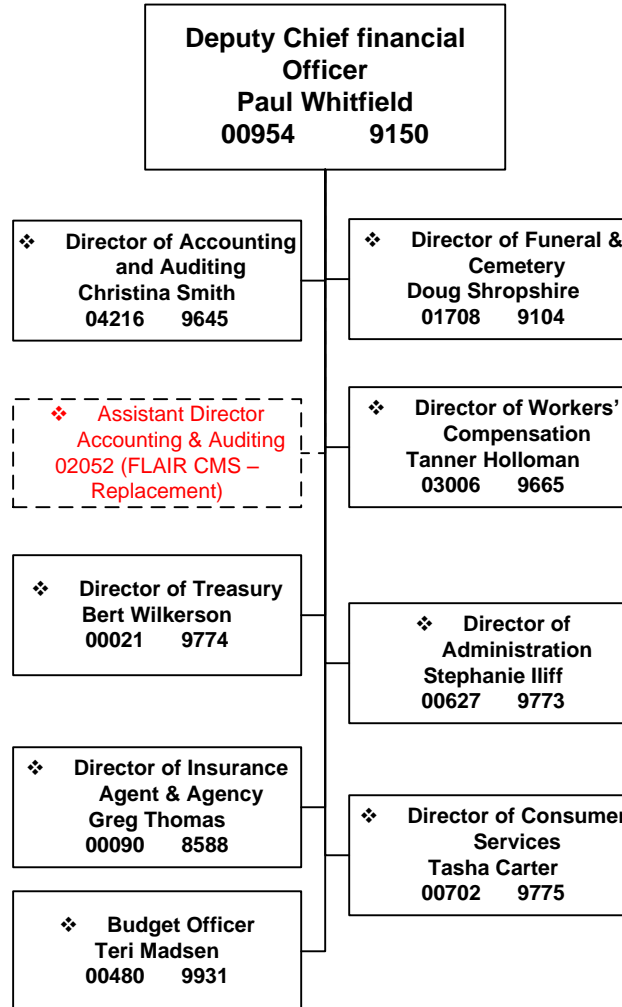 Deputy Chief financial
Officer
Paul Whitfield
00954 9150
❖ Director of Accounting
and Auditing
Christina Smith
04216 9645
❖ Director of Funeral &
Cemetery
Doug Shropshire
01708 9104
❖ Assistant Director
Accounting & Auditing
02052 (FLAIR CMS –
Replacement)
❖ Director of Workers’
Compensation
Tanner Holloman
03006 9665
❖ Director of Treasury
Bert Wilkerson
00021 9774
❖ Director of
Administration
Stephanie Iliff
00627 9773
❖ Director of Insurance
Agent & Agency
Greg Thomas
00090 8588
❖ Director of Consumer
Services
Tasha Carter
00702 9775
❖ Budget Officer
Teri Madsen
00480 9931